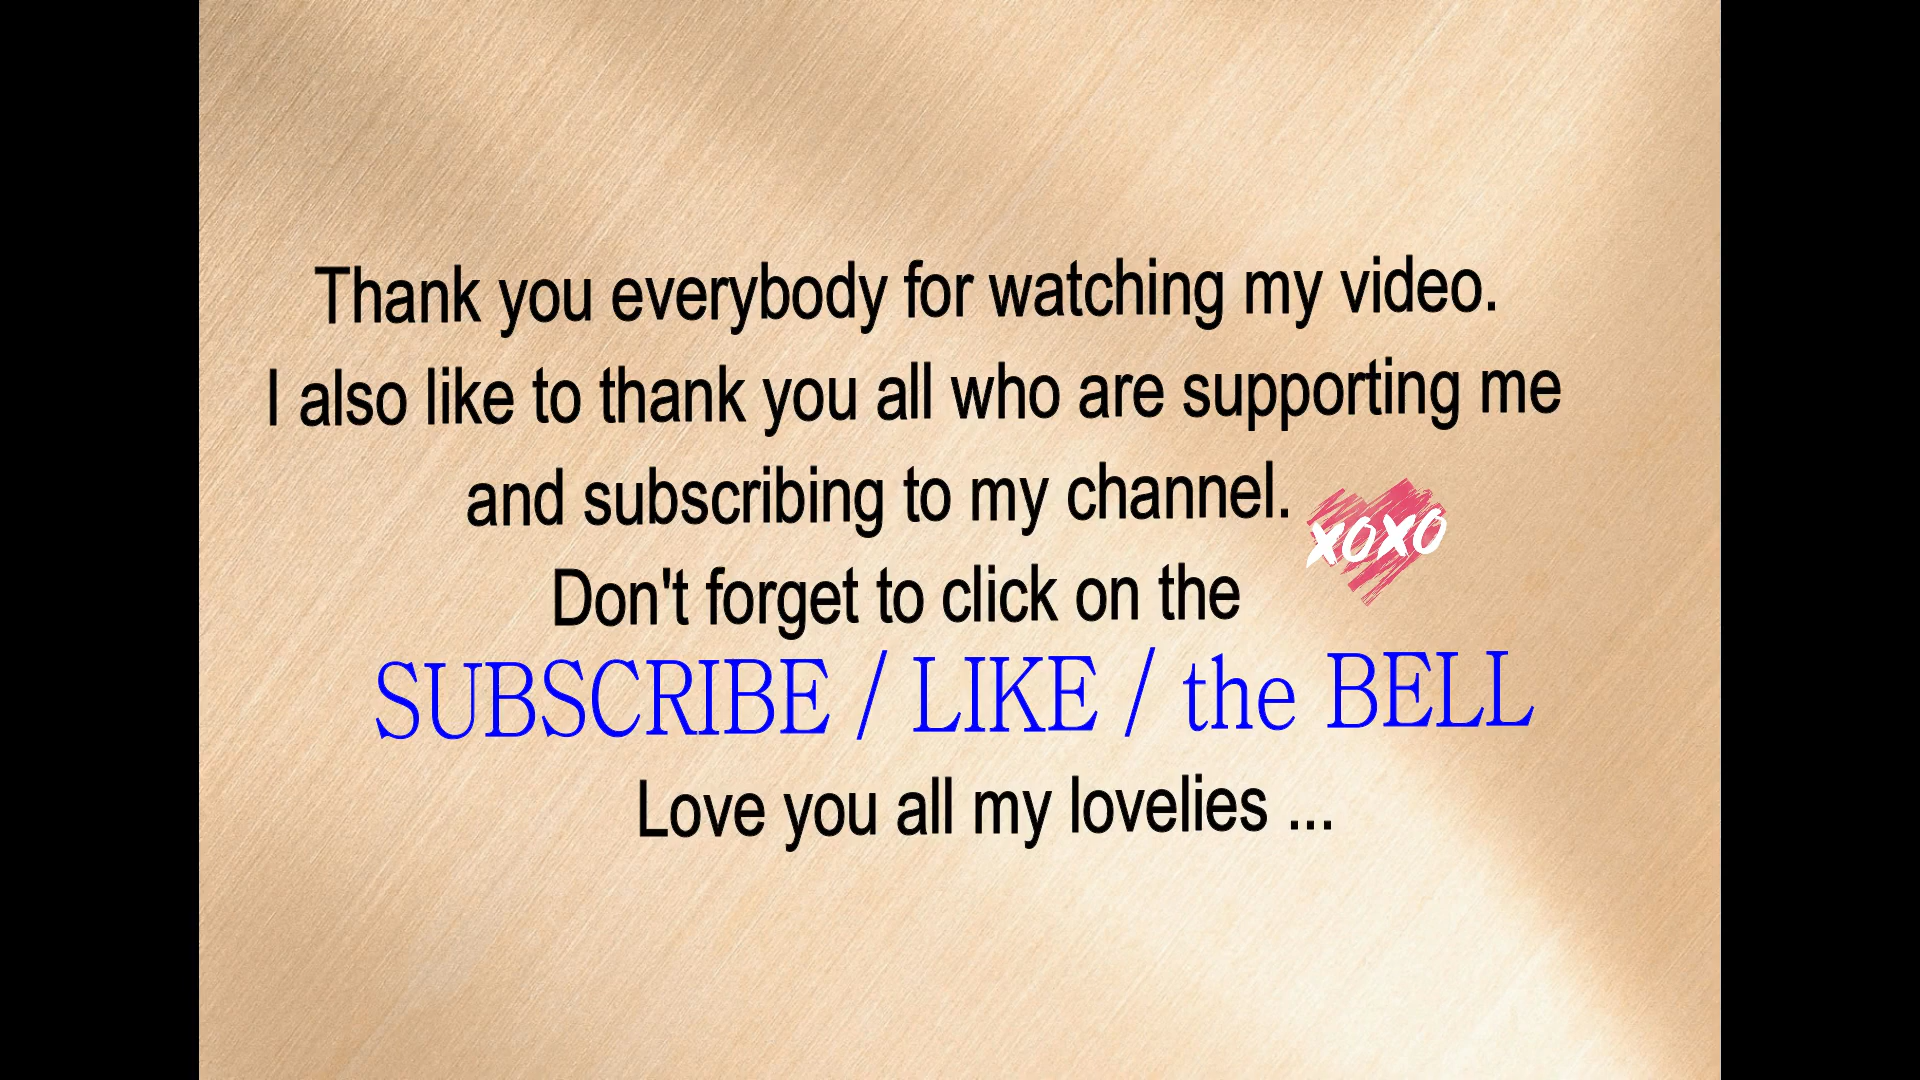 Thank you everybody for watching my video.
I also like to thank you all who are supporting me
and subscribing to my channel.
xoxo
Don't forget to click on the
SUBSCRIBE / LIKE / the BELL
Love you all my lovelies ...